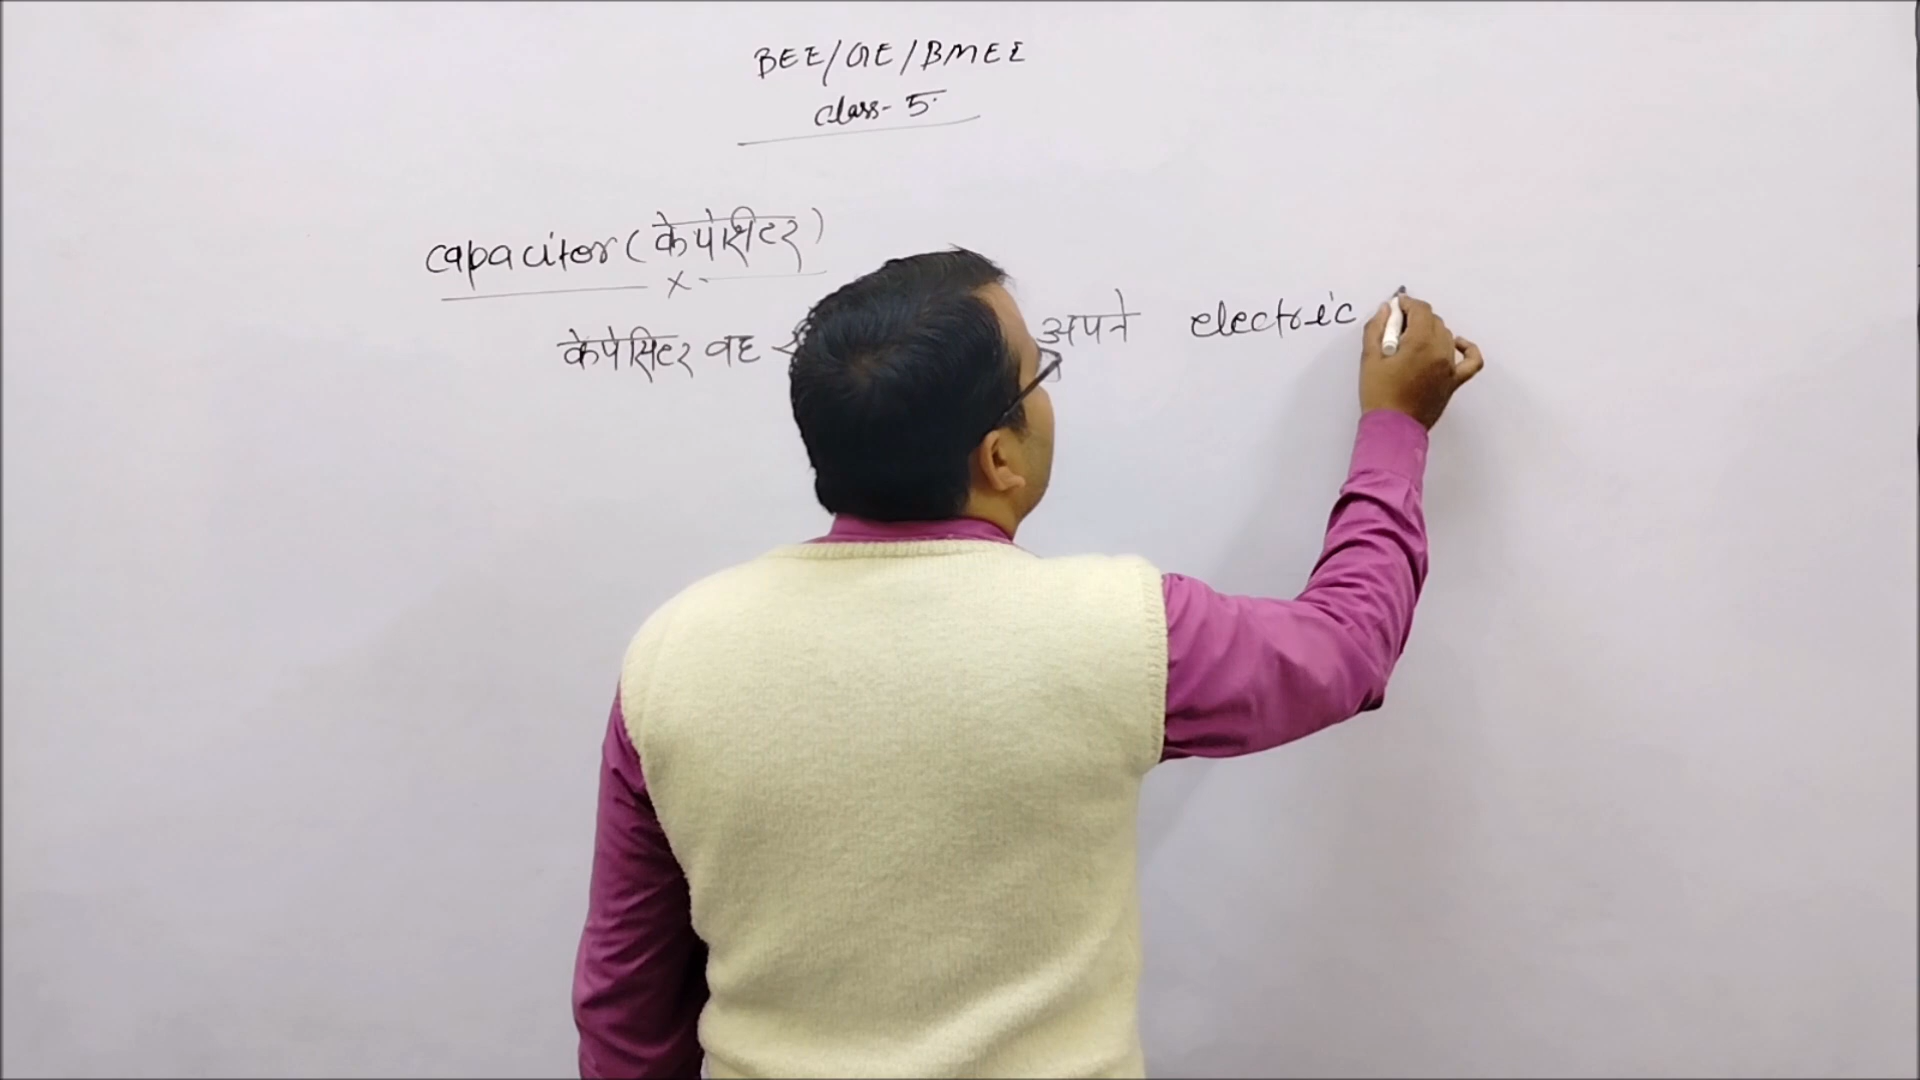 BEE/GE/BMEE
Class- 5.
capacitor (केपेसीटर)
केपेसिटर वह अपने electric